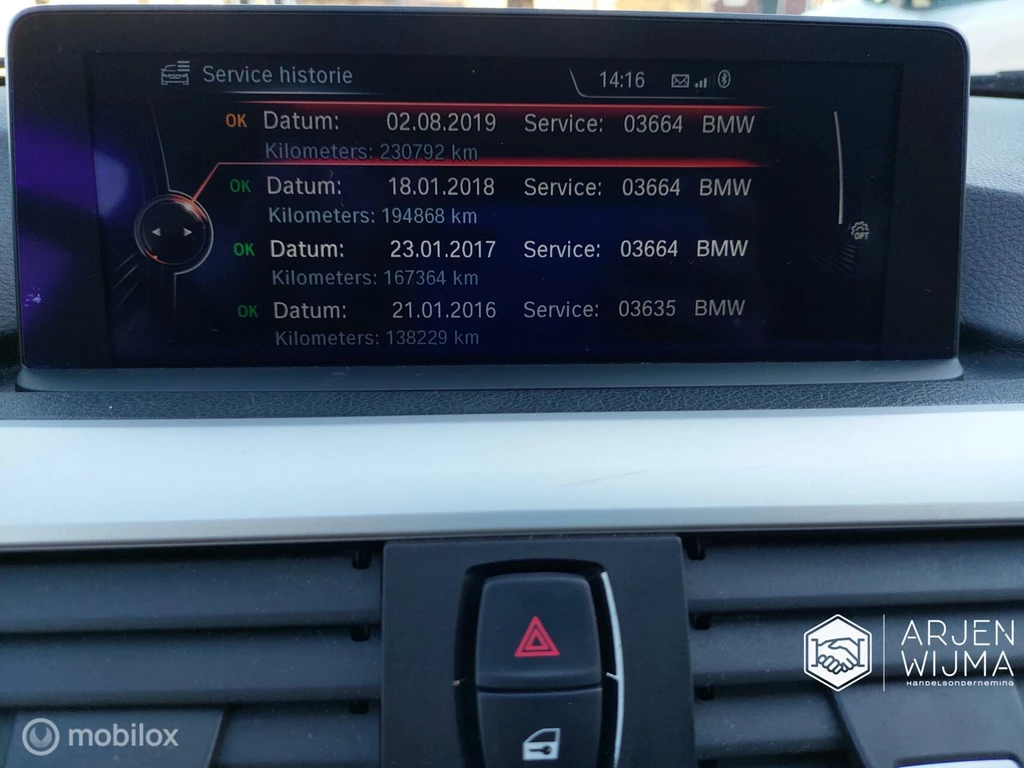 Service historie 14:16
OK Datum: 02.08.2019 Service: 03664 BMW
Kilometers: 230792 km
OK Datum: 18.01.2018 Service: 03664 BMW
Kilometers: 194868 km
OPT
OK Datum: 23.01.2017 Service: 03664 BMW
Kilometers: 167364 km
OK Datum: 21.01.2016 Service: 03635 BMW
Kilometers: 138229 km
ARJEN
WIJMA
HANDELSONDERNEMING
mobilox